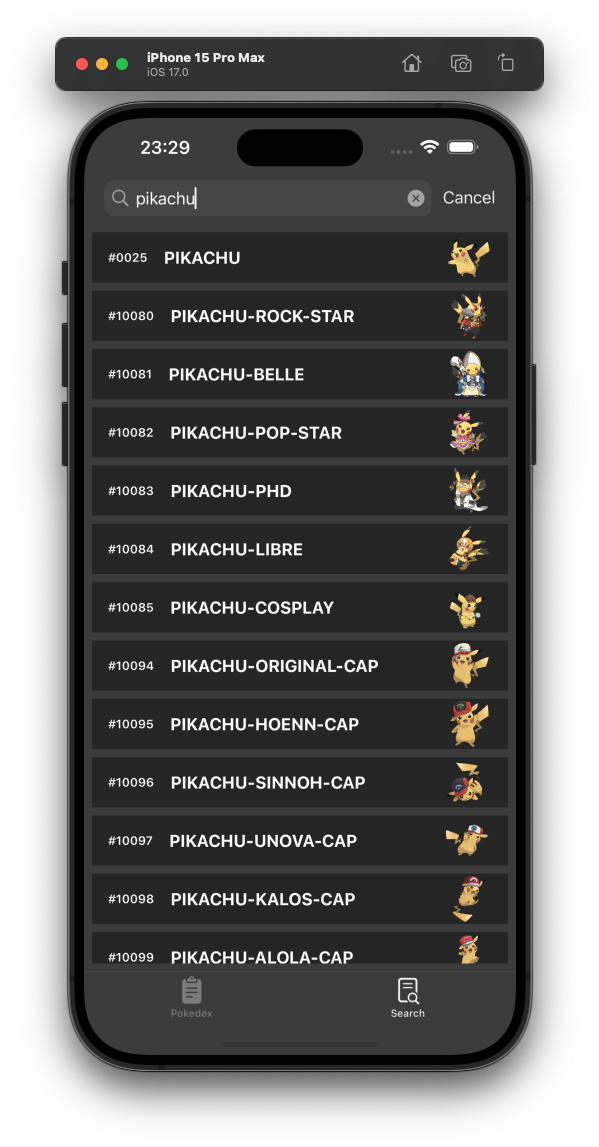 iPhone 15 Pro Max
iOS 17.0
23:29
pikachu Cancel
#0025 PIKACHU
#10080 PIKACHU-ROCK-STAR
#10081 PIKACHU-BELLE
#10082 PIKACHU-POP-STAR
#10083 PIKACHU-PHD
#10084 PIKACHU-LIBRE
#10085 PIKACHU-COSPLAY
#10094 PIKACHU-ORIGINAL-CAP
#10095 PIKACHU-HOENN-CAP
#10096 PIKACHU-SINNOH-CAP
#10097 PIKACHU-UNOVA-CAP
#10098 PIKACHU-KALOS-CAP
#10099 PIKACHU-ALOLA-CAP
Pokedex Search